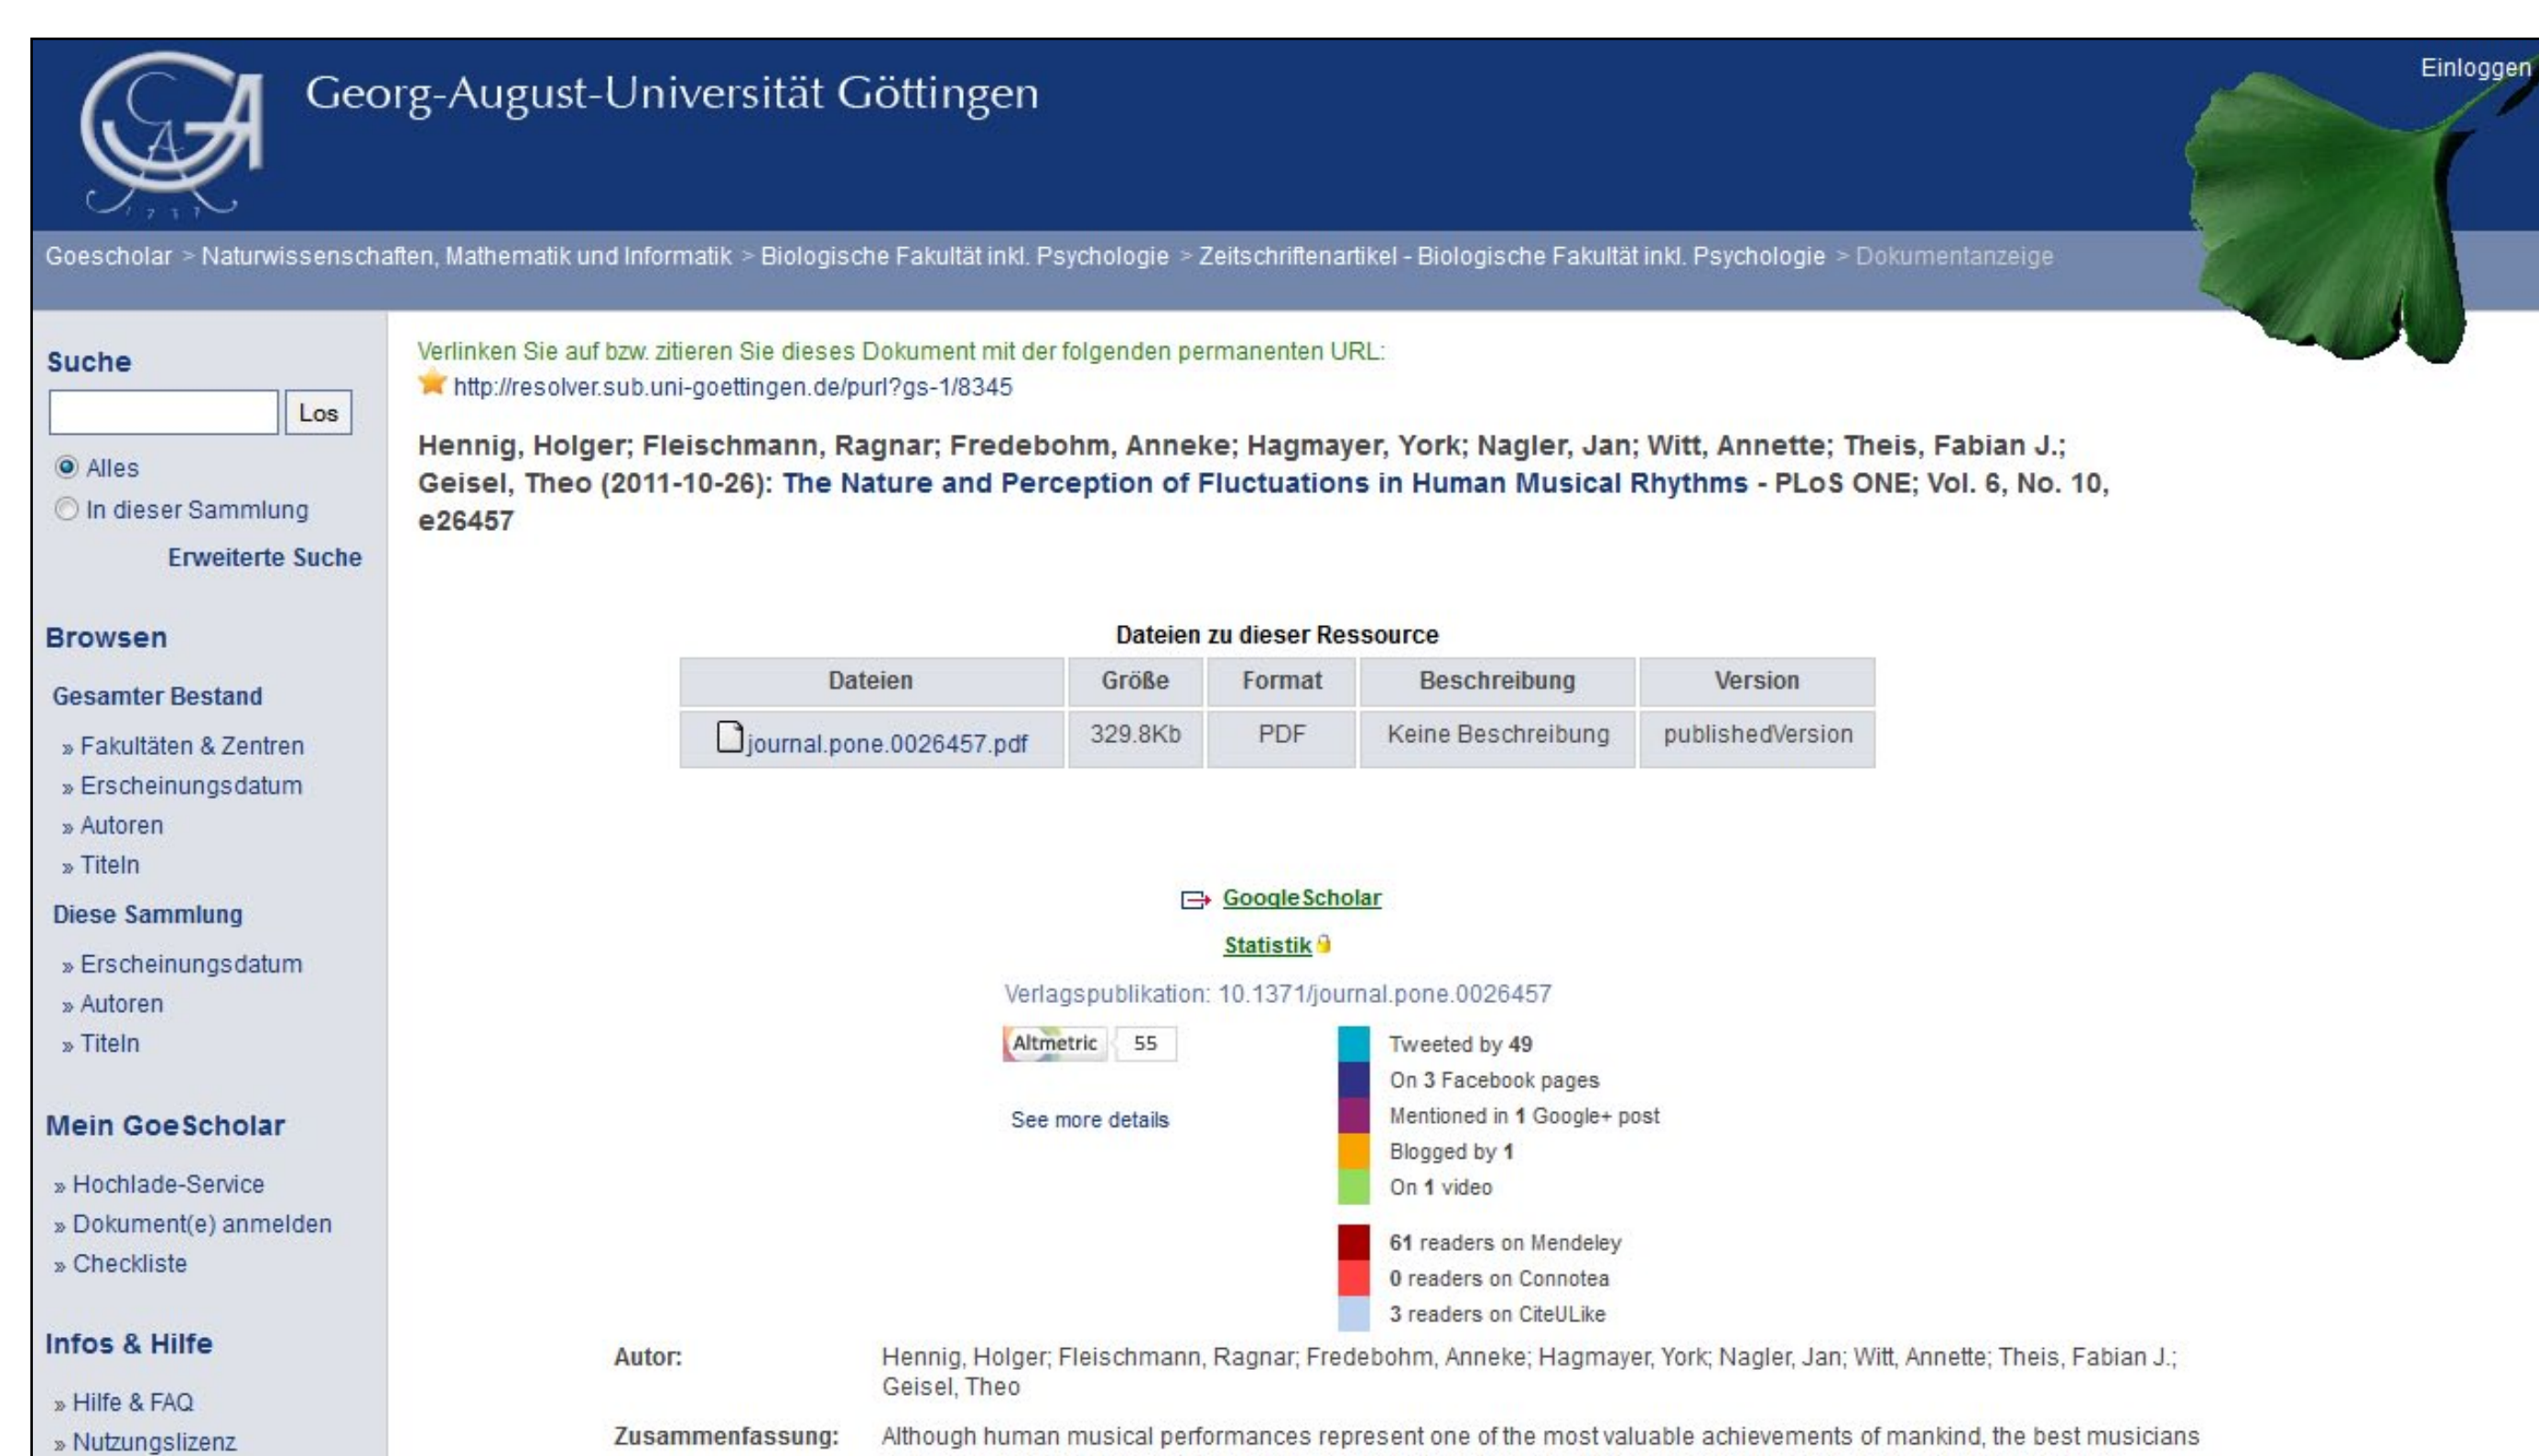 Georg-August-Universität Göttingen
Einloggen
1737
Goescholar > Naturwissenschaften, Mathematik und Informatik > Biologische Fakultät inkl. Psychologie > Zeitschriftenartikel - Biologische Fakultät inkl. Psychologie > Dokumentanzeige
Suche
Los
Alles
In dieser Sammlung
Erweiterte Suche
Browsen
Gesamter Bestand
» Fakultäten & Zentren
» Erscheinungsdatum
» Autoren
» Titeln
Diese Sammlung
» Erscheinungsdatum
» Autoren
» Titeln
Mein GoeScholar
» Hochlade-Service
» Dokument(e) anmelden
» Checkliste
Infos & Hilfe
» Hilfe & FAQ
» Nutzungslizenz
Verlinken Sie auf bzw. zitieren Sie dieses Dokument mit der folgenden permanenten URL:
http://resolver.sub.uni-goettingen.de/purl?gs-1/8345
Hennig, Holger; Fleischmann, Ragnar; Fredebohm, Anneke; Hagmayer, York; Nagler, Jan; Witt, Annette; Theis, Fabian J.;
Geisel, Theo (2011-10-26): The Nature and Perception of Fluctuations in Human Musical Rhythms - PLoS ONE; Vol. 6, No. 10,
e26457
Dateien zu dieser Ressource
Dateien Größe Format Beschreibung Version
journal.pone.0026457.pdf 329.8Kb PDF Keine Beschreibung publishedVersion
GoogleScholar
Statistik
Verlagspublikation: 10.1371/journal.pone.0026457
Altmetric 55
See more details
Tweeted by 49
On 3 Facebook pages
Mentioned in 1 Google+ post
Blogged by 1
On 1 video
61 readers on Mendeley
0 readers on Connotea
3 readers on CiteULike
Autor: Hennig, Holger; Fleischmann, Ragnar; Fredebohm, Anneke; Hagmayer, York; Nagler, Jan; Witt, Annette; Theis, Fabian J.;
Geisel, Theo
Zusammenfassung: Although human musical performances represent one of the most valuable achievements of mankind, the best musicians